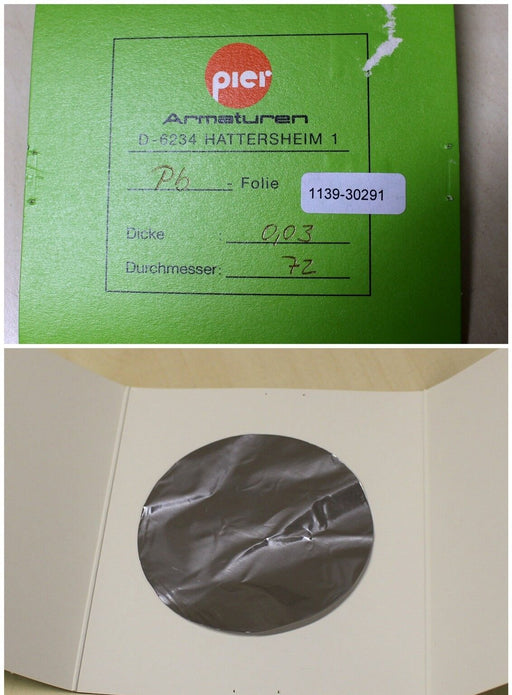 pier
Armaturen
D-6234 HATTERSHEIM 1
Pb - Folie
1139-30291
Dicke : 0,03
Durchmesser: 72